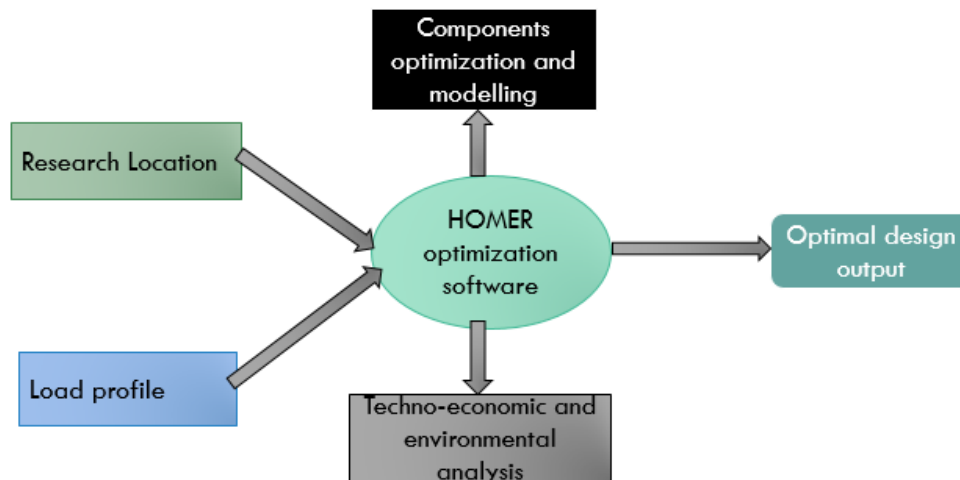 Components
optimization and
modelling
Research Location
HOMER
optimization
software
Optimal design
output
Load profile
Techno-economic and
environmental
analysis